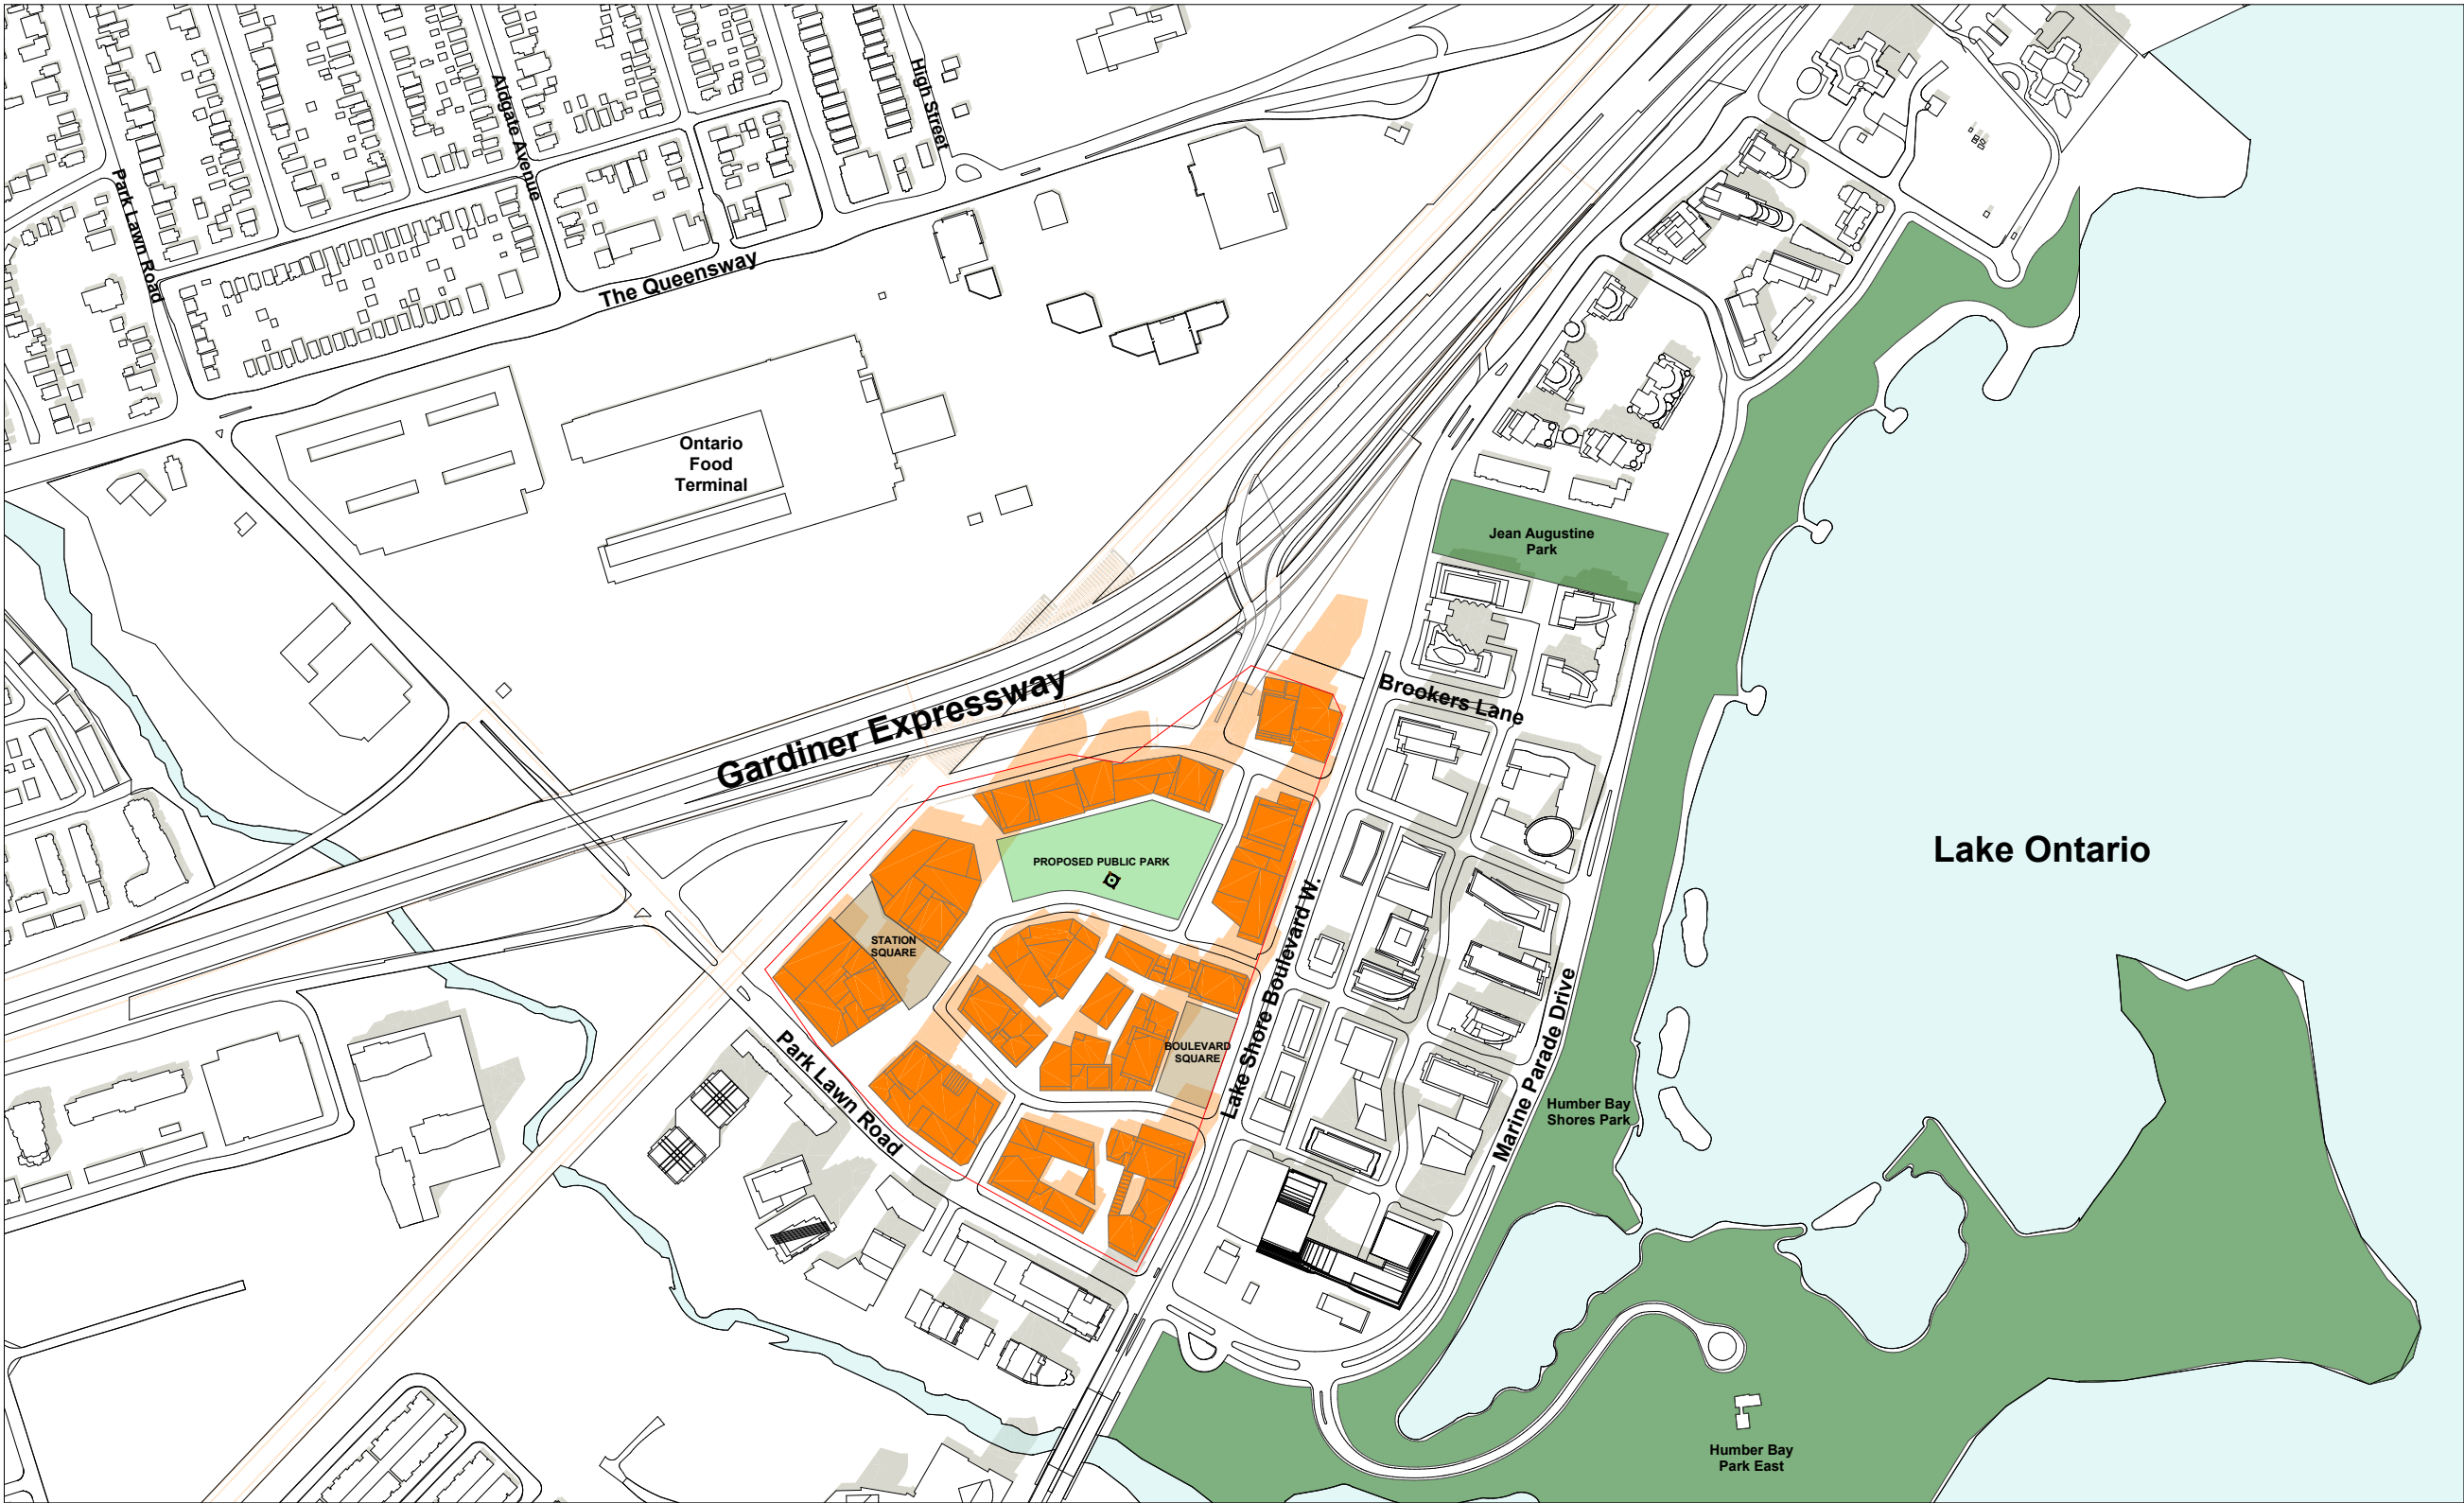 High Street
Aldgate Avenue
Park Lawn Road
The Queensway
Ontario
Food
Terminal
Jean Augustine
Park
Brookers Lane
Gardiner Expressway
Lake Ontario
PROPOSED PUBLIC PARK
STATION
SQUARE
Lake Shore Boulevard W.
BOULEVARD
SQUARE
Marine Parade Drive
Park Lawn Road
Humber Bay
Shores Park
Humber Bay
Park East